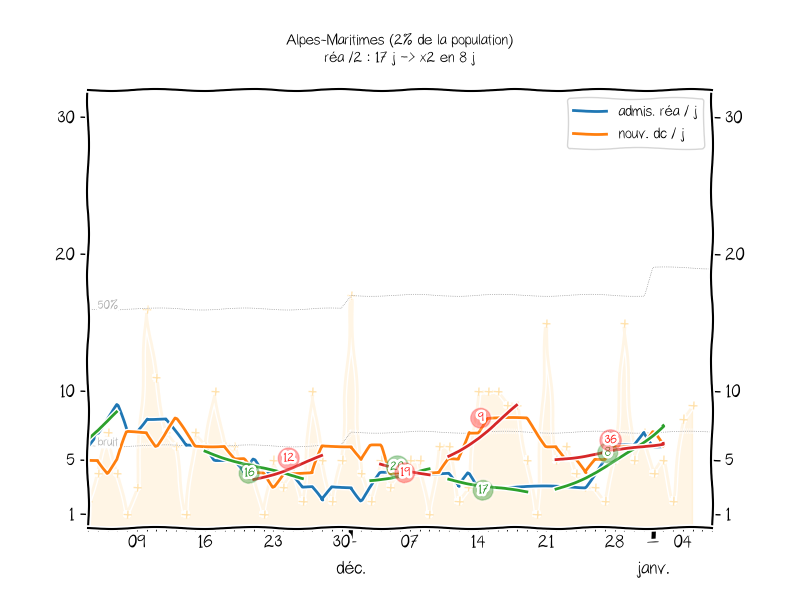 Alpes-Maritimes (2% de la population)
réa /2 : 17 j -> x2 en 8 j
admis. réa / j
nouv. dc / j
30 30
20 20
50%
10 10
9
bruit
36
12
8
16
19
5 5
17
1 1
09 16 23 30 07 14 21 28 04
déc. janv.